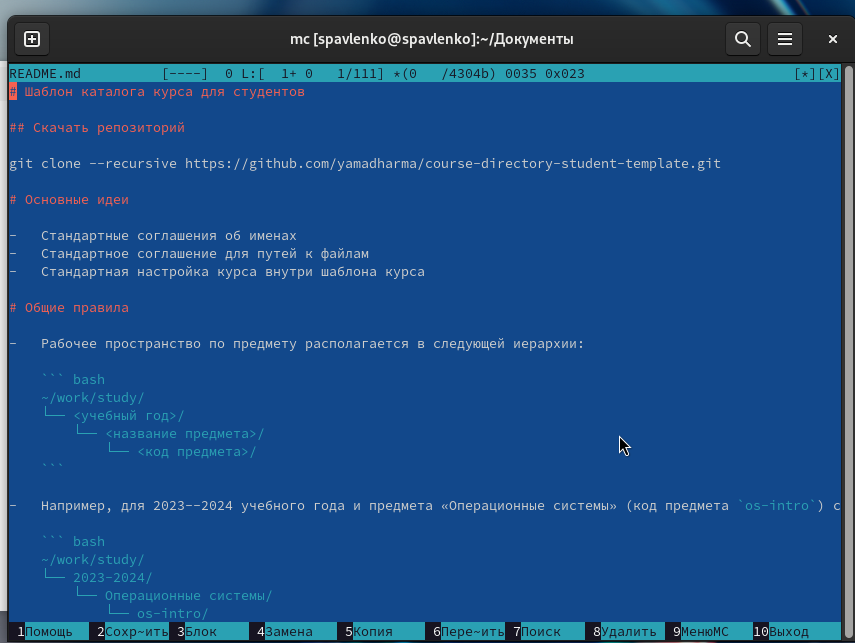 mc [spavlenko@spavlenko]:~/Документы
README.md [----] 0 L:[ 1+ 0 1/111] *(0 /4304b) 0035 0x023 [*][X]
# Шаблон каталога курса для студентов
## Скачать репозиторий
git clone --recursive https://github.com/yamadharma/course-directory-student-template.git
# Основные идеи
- Стандартные соглашения об именах
- Стандартное соглашение для путей к файлам
- Стандартная настройка курса внутри шаблона курса
# Общие правила
- Рабочее пространство по предмету располагается в следующей иерархии:
``` bash
~/work/study/
└── <учебный год>/
└── <название предмета>/
└── <код предмета>/
```
- Например, для 2023--2024 учебного года и предмета «Операционные системы» (код предмета `os-intro`) с
``` bash
~/work/study/
└── 2023-2024/
└── Операционные системы/
└── os-intro/
1Помощь 2Сохр~ить 3Блок 4Замена 5Копия 6Пере~ить 7Поиск 8Удалить 9МенюMC 10Выход